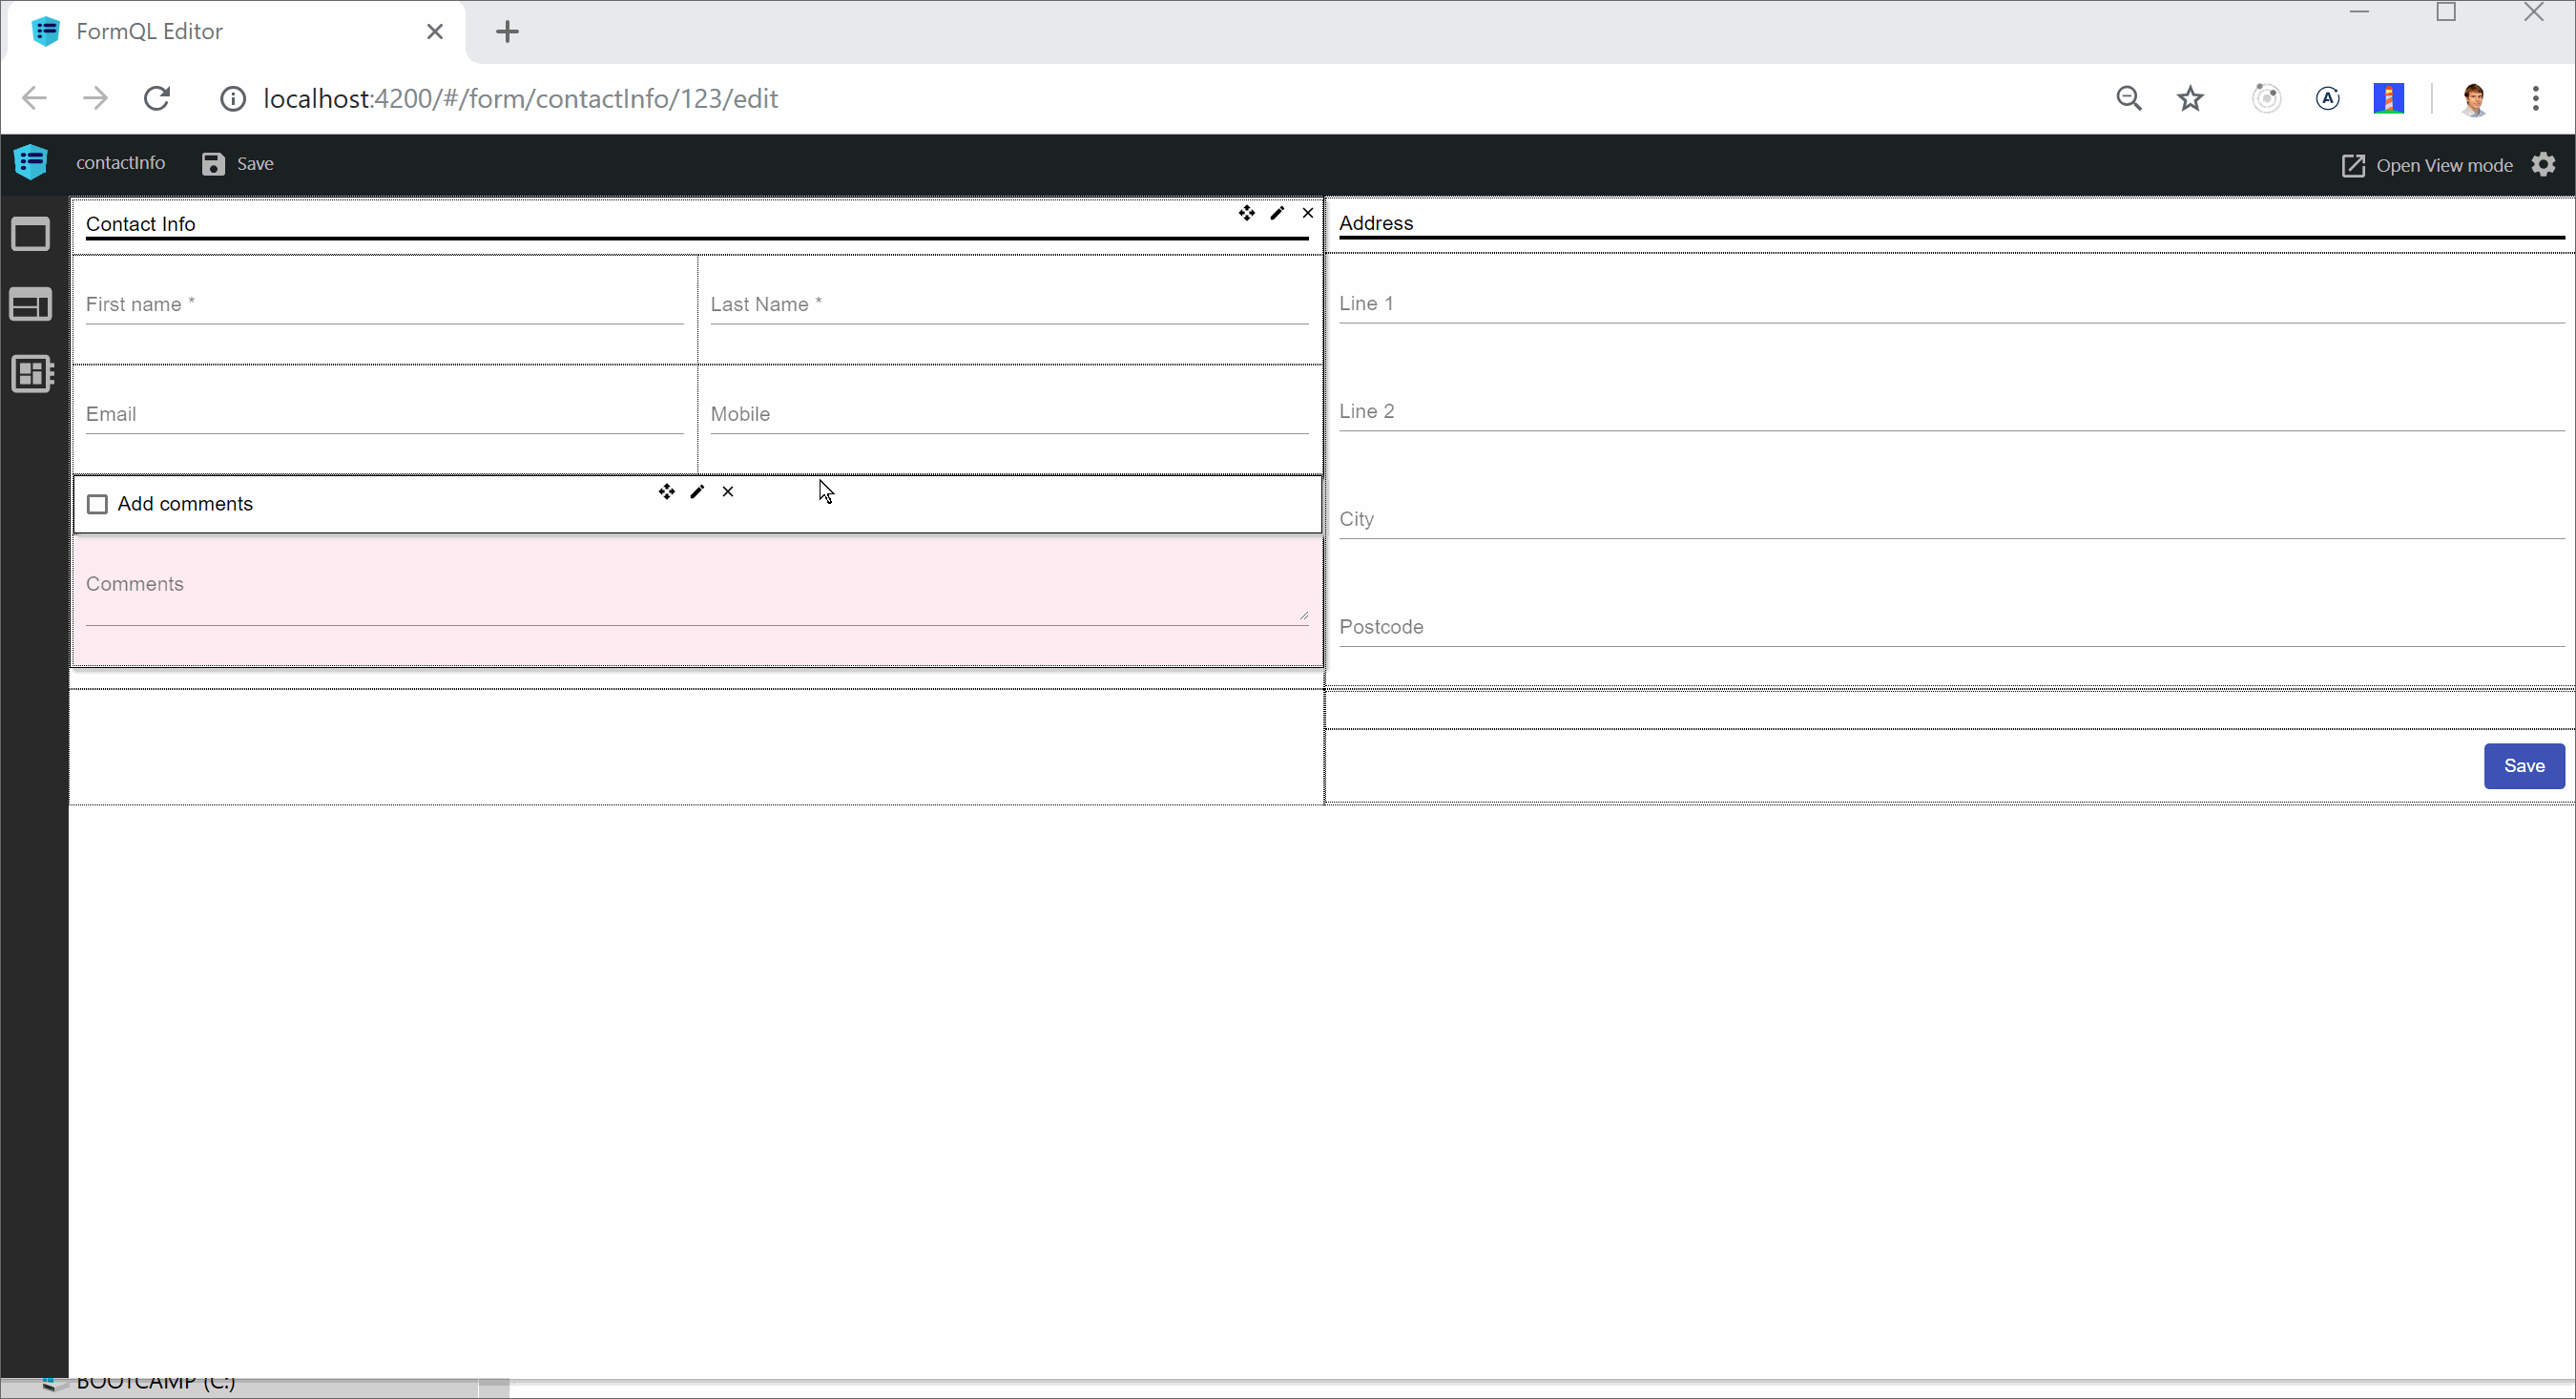 FormQL Editor
localhost:4200/#/form/contactInfo/123/edit
A
contactInfo
Save
Open View mode
Contact Info
First name *
Last Name *
Email
Mobile
Add comments
Comments
Address
Line 1
Line 2
City
Postcode
Save
BOOTCAMP (C:)